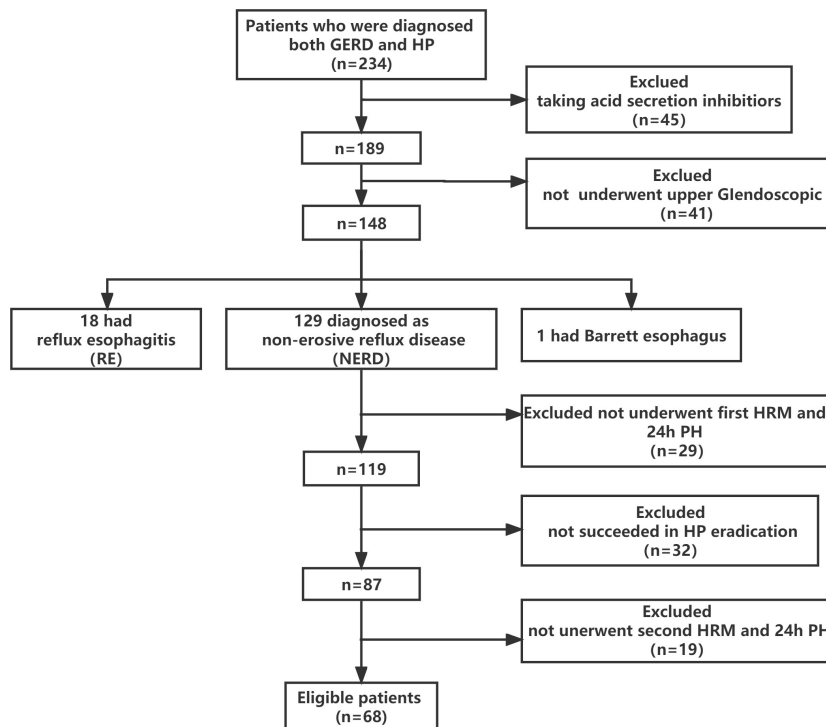 Patients who were diagnosed
both GERD and HP
(n=234)
Exclued
taking acid secretion inhibitiors
(n=45)
n=189
Exclued
not underwent upper Glendoscopic
(n=41)
n=148
18 had
reflux esophagitis
(RE)
129 diagnosed as
non-erosive reflux disease
(NERD)
1 had Barrett esophagus
Excluded not underwent first HRM and
24h PH
(n=29)
n=119
Excluded
not succeeded in HP eradication
(n=32)
n=87
Excluded
not unerwent second HRM and 24h PH
(n=19)
Eligible patients
(n=68)